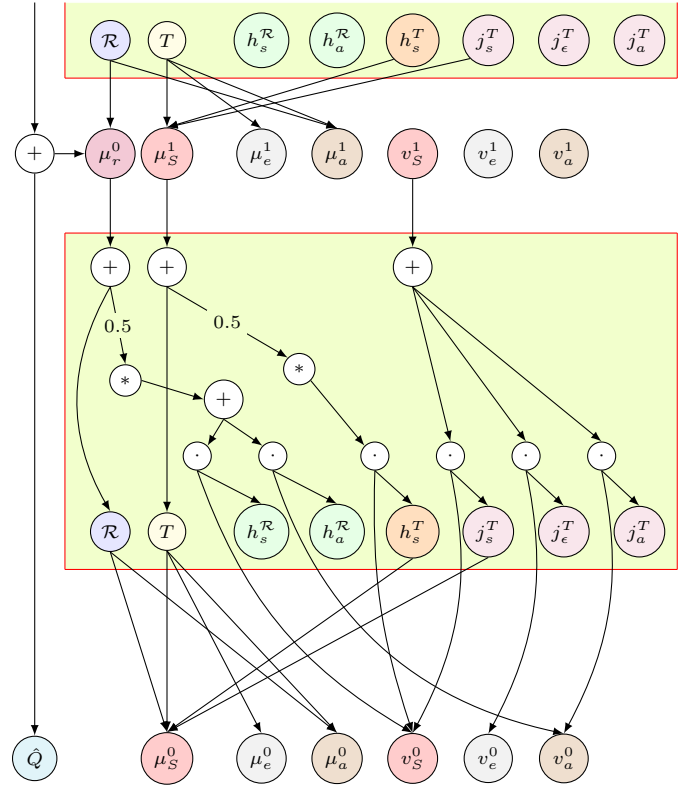 ℛ T h_s^ℛ h_a^ℛ h_s^T j_s^T j_ϵ^T j_a^T
+ μ_r^0 μ_S^1 μ_e^1 μ_a^1 v_S^1 v_e^1 v_a^1
+ + +
0.5 0.5
* + *
· · · · · ·
ℛ T h_s^ℛ h_a^ℛ h_s^T j_s^T j_ϵ^T j_a^T
Q̂ μ_S^0 μ_e^0 μ_a^0 v_S^0 v_e^0 v_a^0